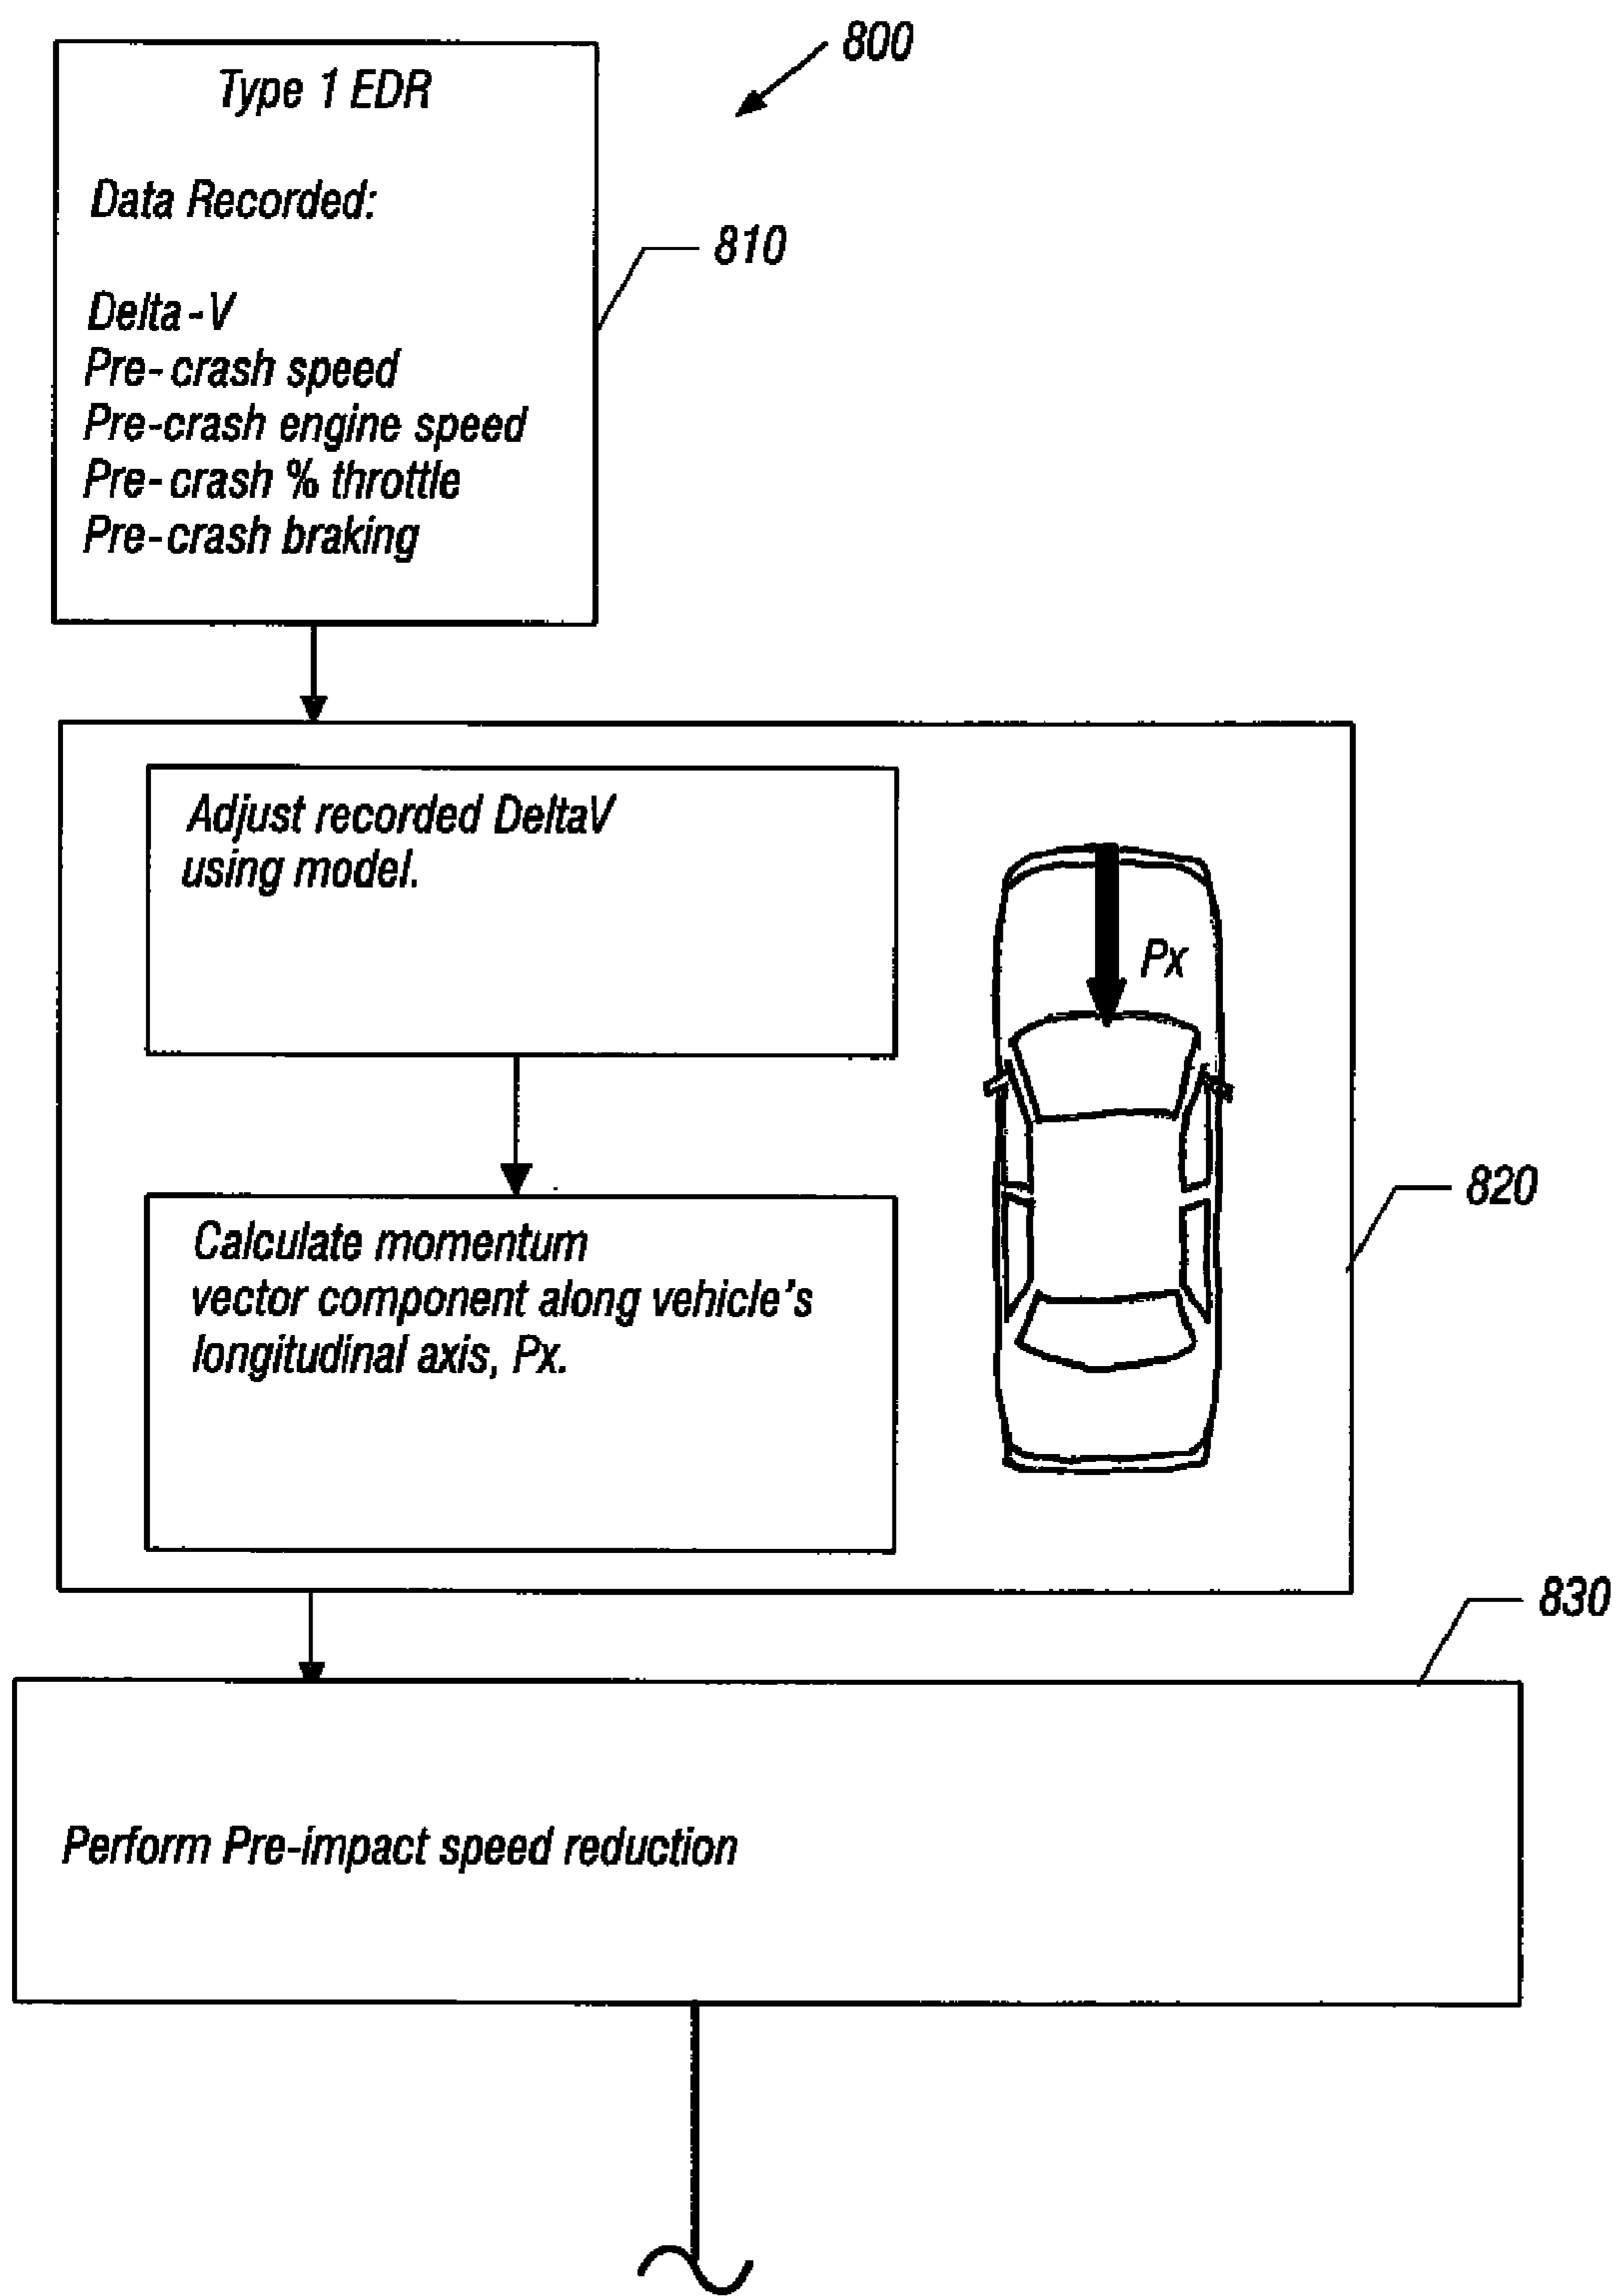 800
Type 1 EDR
Data Recorded:
810
Delta-V
Pre-crash speed
Pre-crash engine speed
Pre-crash % throttle
Pre-crash braking
Adjust recorded DeltaV
using model.
Px
820
Calculate momentum
vector component along vehicle's
longitudinal axis, Px.
830
Perform Pre-impact speed reduction